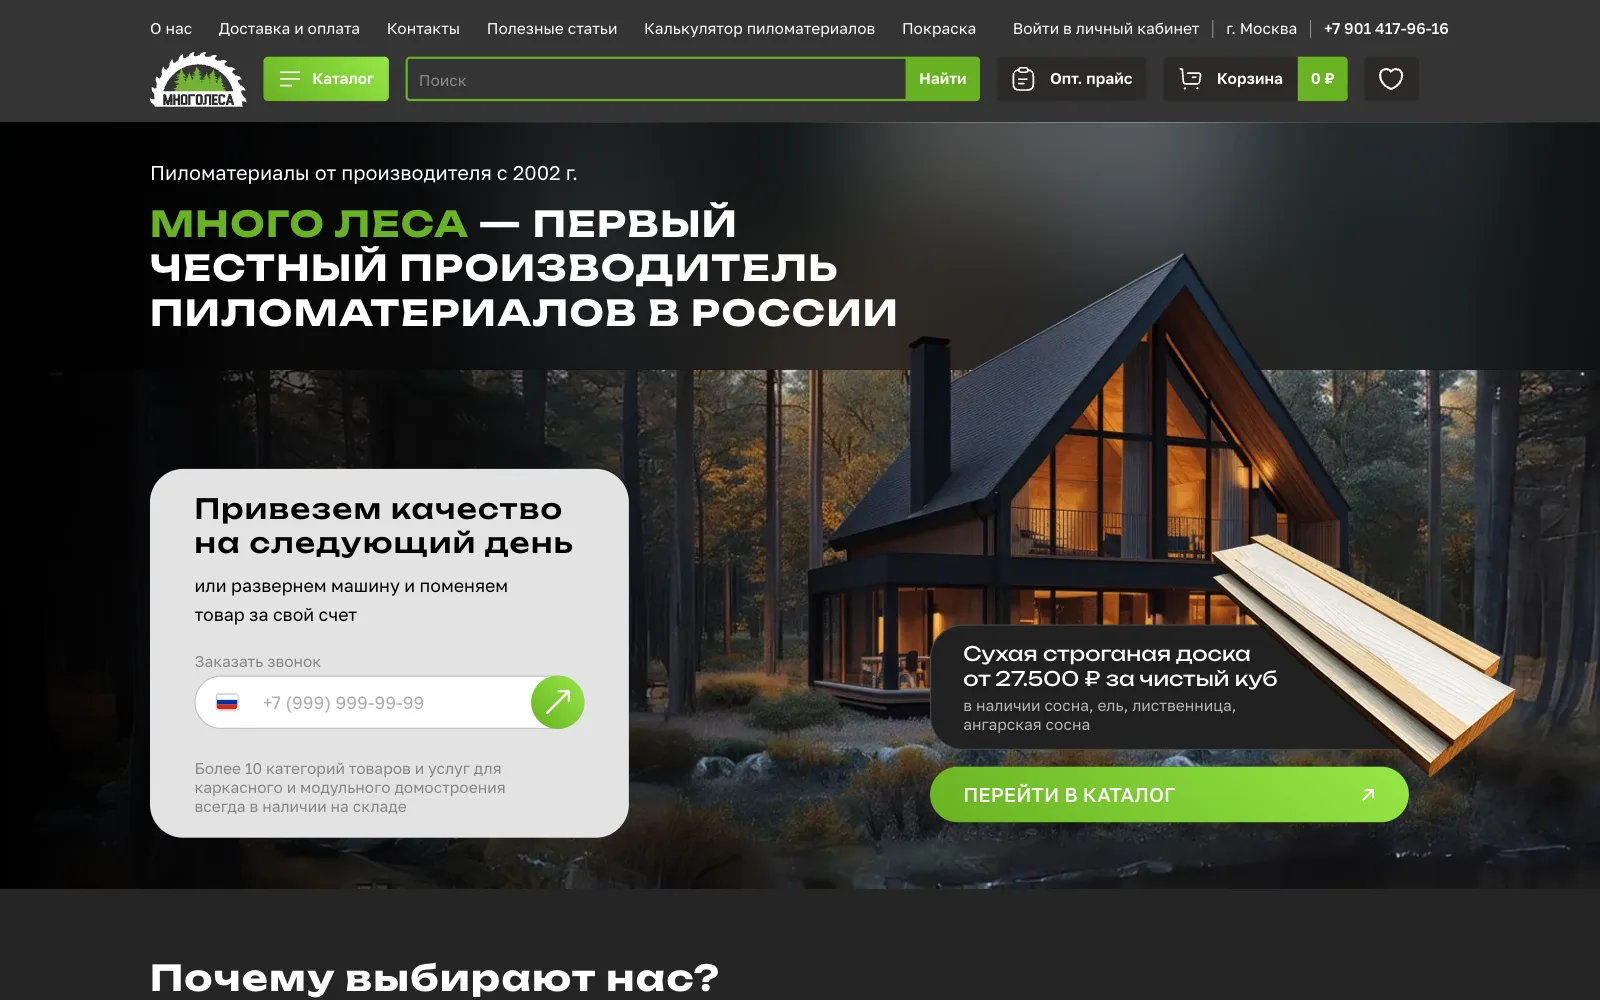 О нас
Доставка и оплата
Контакты
Полезные статьи
Калькулятор пиломатериалов
Покраска
Войти в личный кабинет
г. Москва
+7 901 417-96-16
МНОГОЛЕСА
Каталог
Поиск
Найти
Опт. прайс
Корзина
0 ₽
Пиломатериалы от производителя с 2002 г.
МНОГО ЛЕСА — ПЕРВЫЙ
ЧЕСТНЫЙ ПРОИЗВОДИТЕЛЬ
ПИЛОМАТЕРИАЛОВ В РОССИИ
Привезем качество
на следующий день
или развернем машину и поменяем
товар за свой счет
Заказать звонок
+7 (999) 999-99-99
Более 10 категорий товаров и услуг для
каркасного и модульного домостроения
всегда в наличии на складе
Сухая строганая доска
от 27.500 ₽ за чистый куб
в наличии сосна, ель, лиственница,
ангарская сосна
ПЕРЕЙТИ В КАТАЛОГ
Почему выбирают нас?